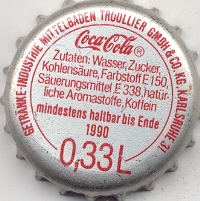 GETRÄNKE-INDUSTRIE MITTELBADEN TROULLIER GMBH & CO. KG. KARLSRUHE 31
Coca-Cola®
Zutaten: Wasser, Zucker,
Kohlensäure, Farbstoff E 150,
Säuerungsmittel E 338, natür-
liche Aromastoffe, Koffein
mindestens haltbar bis Ende
1990
0,33 L